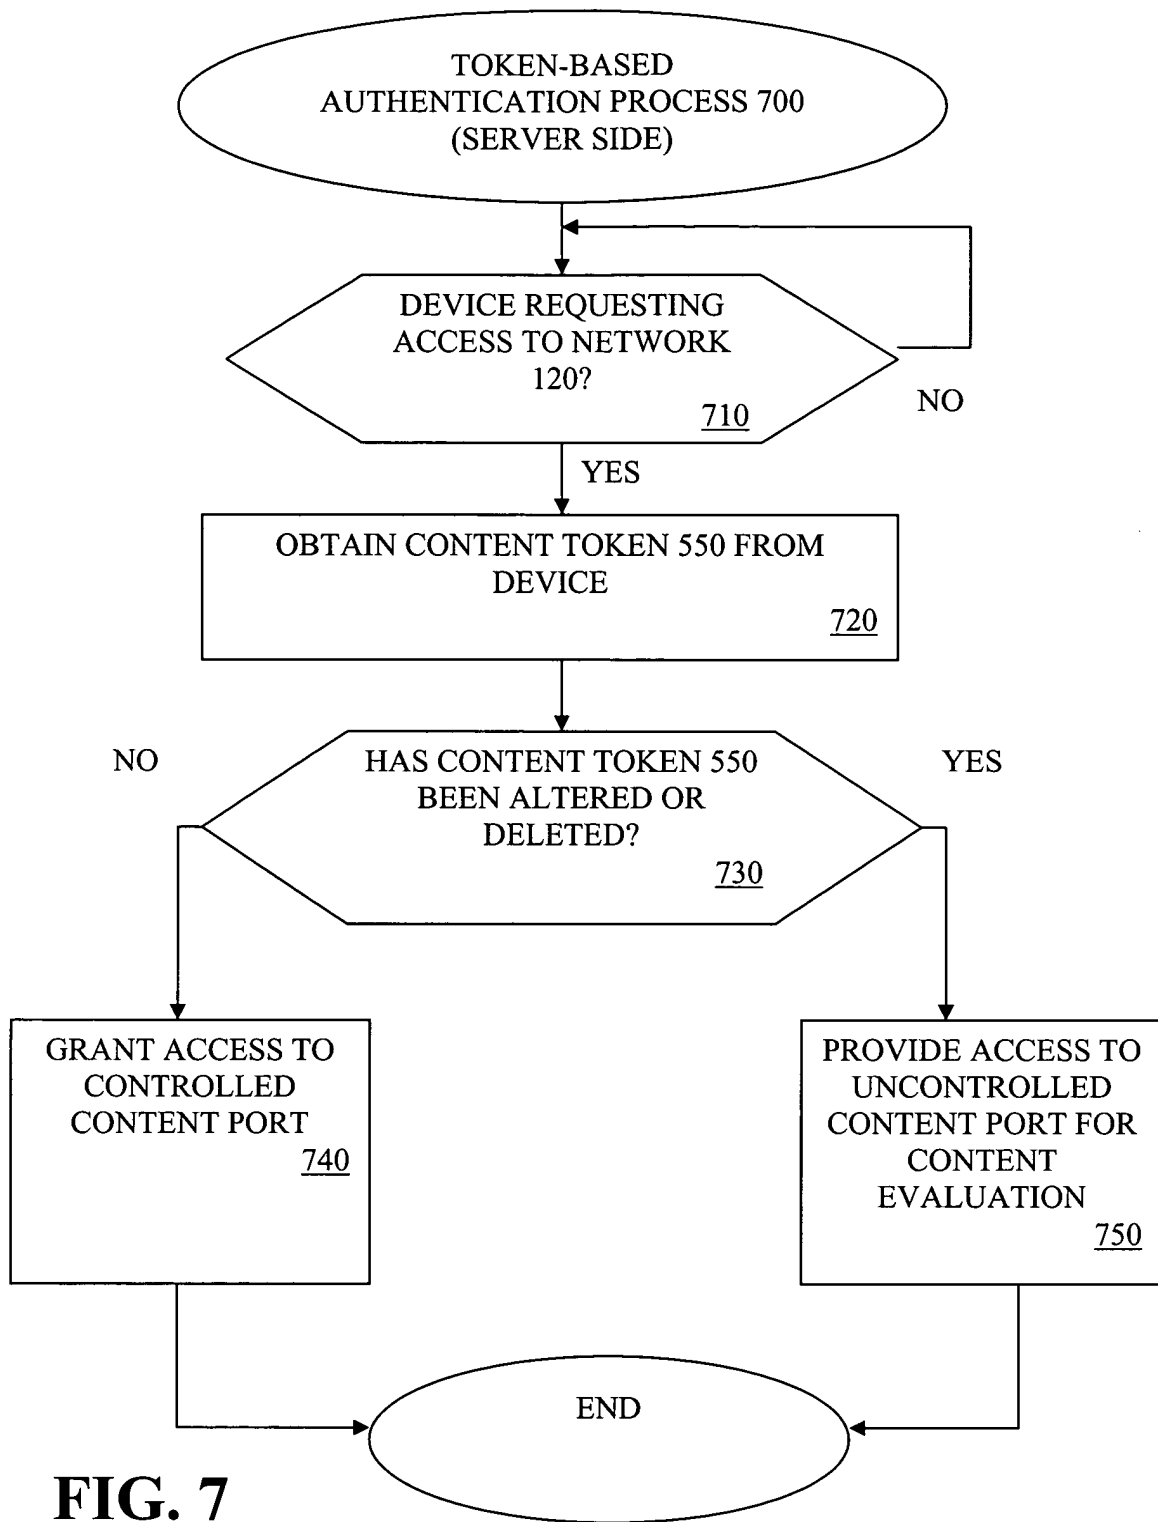 TOKEN-BASED
AUTHENTICATION PROCESS 700
(SERVER SIDE)
DEVICE REQUESTING
ACCESS TO NETWORK
120?
710
NO
YES
OBTAIN CONTENT TOKEN 550 FROM
DEVICE
720
NO
HAS CONTENT TOKEN 550
BEEN ALTERED OR
DELETED?
730
YES
GRANT ACCESS TO
CONTROLLED
CONTENT PORT
740
PROVIDE ACCESS TO
UNCONTROLLED
CONTENT PORT FOR
CONTENT
EVALUATION
750
END
FIG. 7